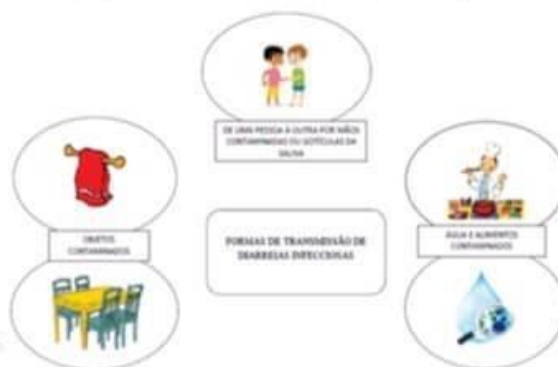 DE UMA PESSOA À OUTRA POR MÃOS
CONTAMINADAS OU GOTÍCULAS DA
SALIVA
OBJETOS
CONTAMINADOS
FORMAS DE TRANSMISSÃO DE
DIARREIAS INFECCIOSAS
ÁGUA E ALIMENTOS
CONTAMINADOS